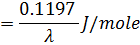 = 0.1197/λ J/mole